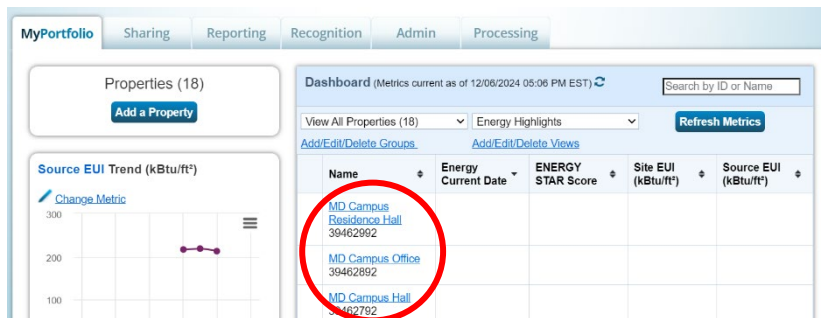 MyPortfolio Sharing Reporting Recognition Admin Processing
Properties (18)
Add a Property
Source EUI Trend (kBtu/ft²)
Change Metric
300
200
100
Dashboard (Metrics current as of 12/06/2024 05:06 PM EST)
Search by ID or Name
View All Properties (18) Energy Highlights Refresh Metrics
Add/Edit/Delete Groups Add/Edit/Delete Views
Name Energy Current Date ENERGY STAR Score Site EUI (kBtu/ft²) Source EUI (kBtu/ft²)
MD Campus
Residence Hall
39462992
MD Campus Office
39462892
MD Campus Hall
39462792